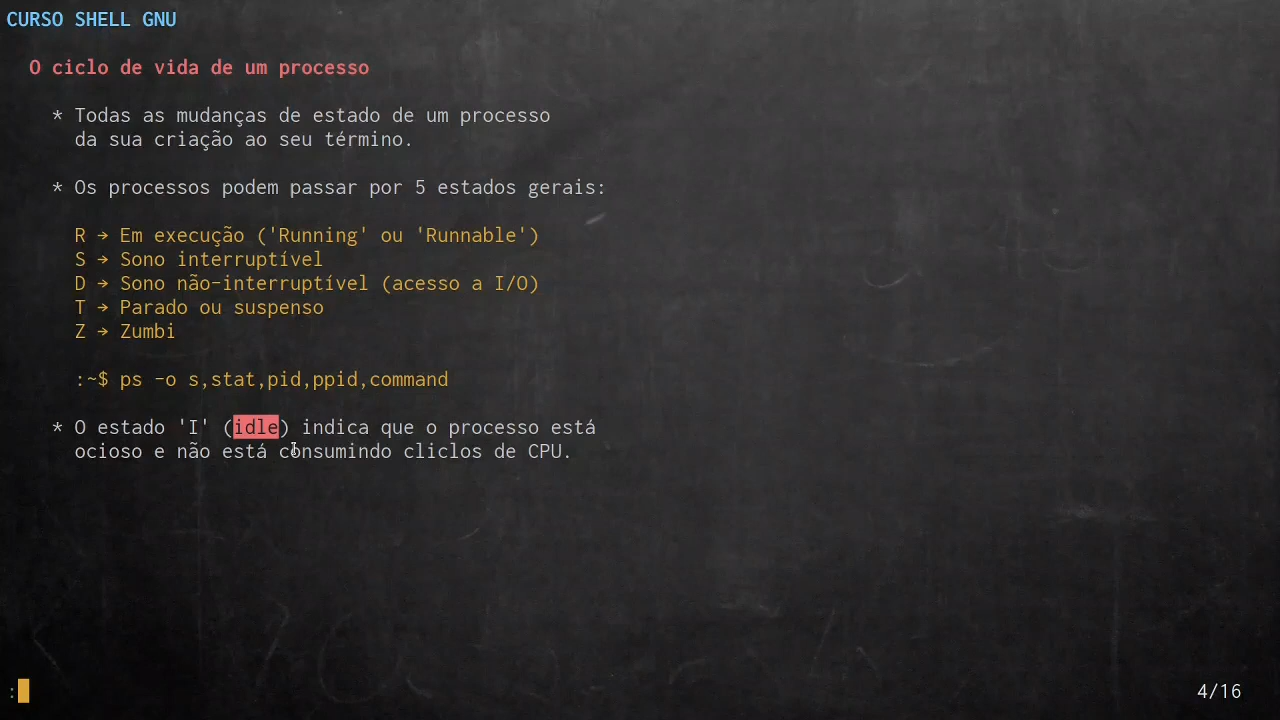 CURSO SHELL GNU
O ciclo de vida de um processo
* Todas as mudanças de estado de um processo
da sua criação ao seu término.
* Os processos podem passar por 5 estados gerais:
R → Em execução ('Running' ou 'Runnable')
S → Sono interruptível
D → Sono não-interruptível (acesso a I/O)
T → Parado ou suspenso
Z → Zumbi
:~$ ps -o s,stat,pid,ppid,command
* O estado 'I' (idle) indica que o processo está
ocioso e não está consumindo cliclos de CPU.
:
4/16